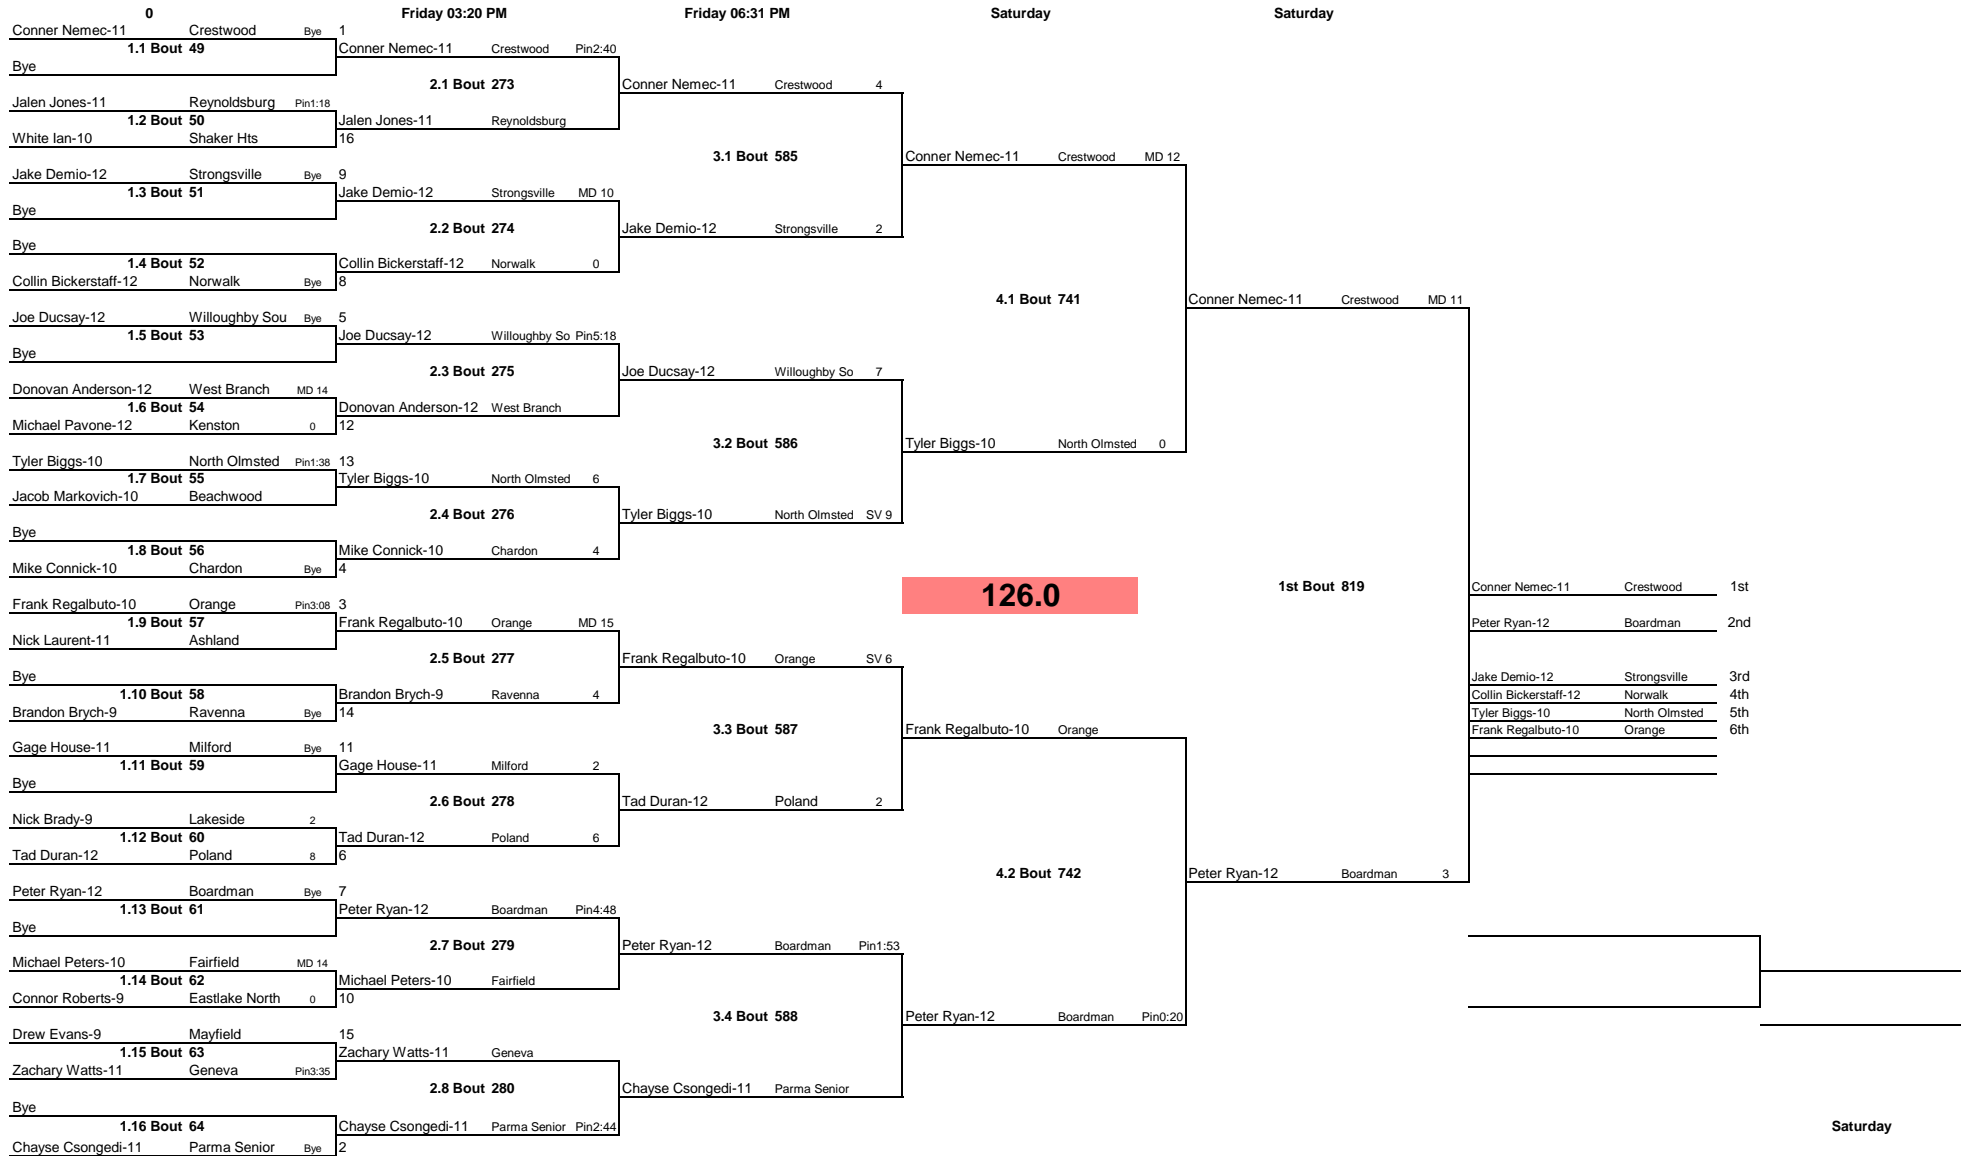 0 Friday 03:20 PM Friday 06:31 PM Saturday Saturday
Conner Nemec-11 Crestwood Bye 1
1.1 Bout 49
Bye
Jalen Jones-11 Reynoldsburg Pin1:18
1.2 Bout 50
White Ian-10 Shaker Hts 16
Jake Demio-12 Strongsville Bye 9
1.3 Bout 51
Bye
Bye
1.4 Bout 52
Collin Bickerstaff-12 Norwalk Bye 8
Joe Ducsay-12 Willoughby Sou Bye 5
1.5 Bout 53
Bye
Donovan Anderson-12 West Branch MD 14
1.6 Bout 54
Michael Pavone-12 Kenston 0 12
Tyler Biggs-10 North Olmsted Pin1:38 13
1.7 Bout 55
Jacob Markovich-10 Beachwood
Bye
1.8 Bout 56
Mike Connick-10 Chardon Bye 4
Frank Regalbuto-10 Orange Pin3:08 3
1.9 Bout 57
Nick Laurent-11 Ashland
Bye
1.10 Bout 58
Brandon Brych-9 Ravenna Bye 14
Gage House-11 Milford Bye 11
1.11 Bout 59
Bye
Nick Brady-9 Lakeside 2
1.12 Bout 60
Tad Duran-12 Poland 8 6
Peter Ryan-12 Boardman Bye 7
1.13 Bout 61
Bye
Michael Peters-10 Fairfield MD 14
1.14 Bout 62
Connor Roberts-9 Eastlake North 0 10
Drew Evans-9 Mayfield 15
1.15 Bout 63
Zachary Watts-11 Geneva Pin3:35
Bye
1.16 Bout 64
Chayse Csongedi-11 Parma Senior Bye 2
Conner Nemec-11 Crestwood Pin2:40
2.1 Bout 273
Jalen Jones-11 Reynoldsburg
Jake Demio-12 Strongsville MD 10
2.2 Bout 274
Collin Bickerstaff-12 Norwalk 0
Joe Ducsay-12 Willoughby So Pin5:18
2.3 Bout 275
Donovan Anderson-12 West Branch
Tyler Biggs-10 North Olmsted 6
2.4 Bout 276
Mike Connick-10 Chardon 4
Frank Regalbuto-10 Orange MD 15
2.5 Bout 277
Brandon Brych-9 Ravenna 4
Gage House-11 Milford 2
2.6 Bout 278
Tad Duran-12 Poland 6
Peter Ryan-12 Boardman Pin4:48
2.7 Bout 279
Michael Peters-10 Fairfield
Zachary Watts-11 Geneva
2.8 Bout 280
Chayse Csongedi-11 Parma Senior Pin2:44
Conner Nemec-11 Crestwood 4
3.1 Bout 585
Jake Demio-12 Strongsville 2
Joe Ducsay-12 Willoughby So 7
3.2 Bout 586
Tyler Biggs-10 North Olmsted SV 9
Frank Regalbuto-10 Orange SV 6
3.3 Bout 587
Tad Duran-12 Poland 2
Peter Ryan-12 Boardman Pin1:53
3.4 Bout 588
Chayse Csongedi-11 Parma Senior
Conner Nemec-11 Crestwood MD 12
4.1 Bout 741
Tyler Biggs-10 North Olmsted 0
126.0
Frank Regalbuto-10 Orange
4.2 Bout 742
Peter Ryan-12 Boardman Pin0:20
Conner Nemec-11 Crestwood MD 11
1st Bout 819
Peter Ryan-12 Boardman 3
Conner Nemec-11 Crestwood 1st
Peter Ryan-12 Boardman 2nd
Jake Demio-12 Strongsville 3rd
Collin Bickerstaff-12 Norwalk 4th
Tyler Biggs-10 North Olmsted 5th
Frank Regalbuto-10 Orange 6th
Saturday